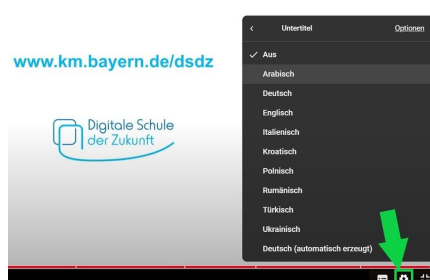 www.km.bayern.de/dsdz
Digitale Schule
der Zukunft
Untertitel Optionen
Aus
Arabisch
Deutsch
Englisch
Italienisch
Kroatisch
Polnisch
Rumänisch
Türkisch
Ukrainisch
Deutsch (automatisch erzeugt)